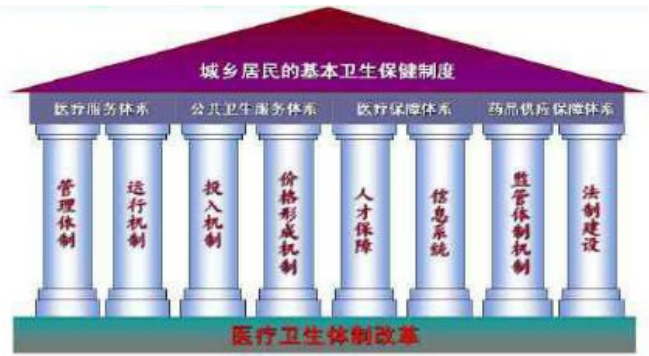 城乡居民的基本卫生保健制度
医疗服务体系 公共卫生服务体系 医疗保障体系 药品供应保障体系
管理体制
运行机制
投入机制
价格形成机制
人才保障
信息系统
监管体制机制
法制建设
医疗卫生体制改革